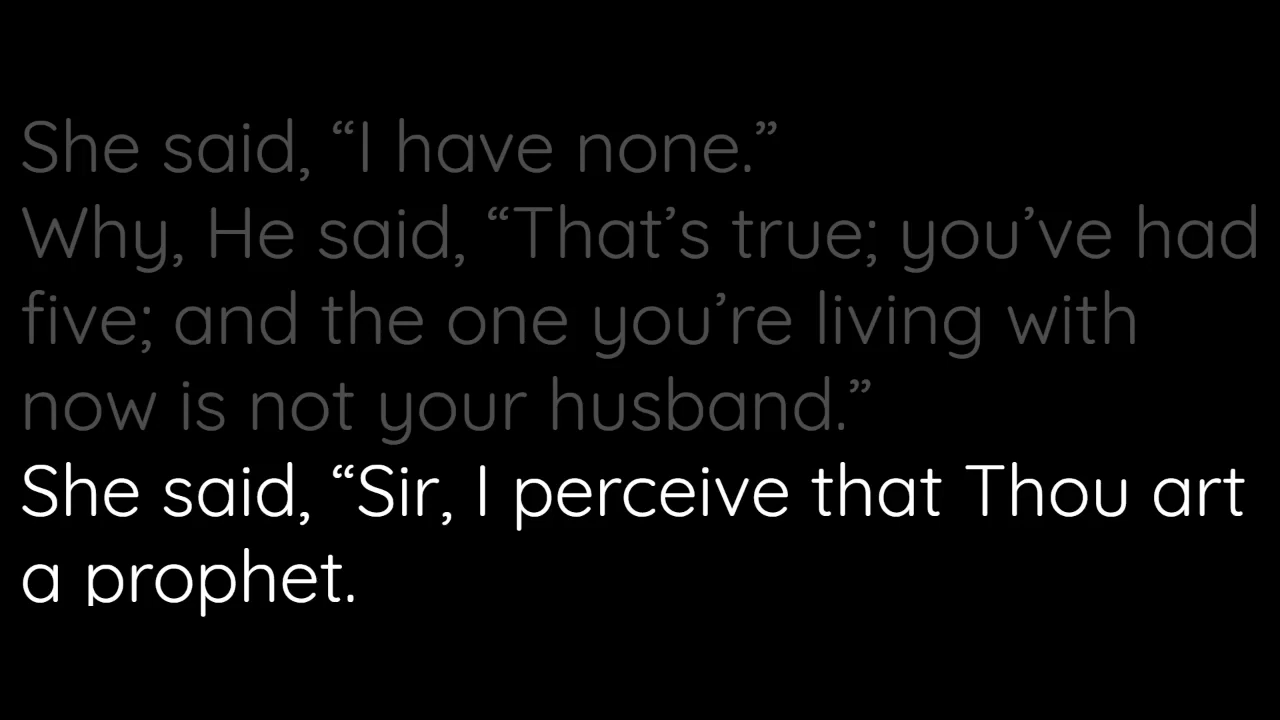 She said, “I have none.”
Why, He said, “That’s true; you’ve had
five; and the one you’re living with
now is not your husband.”
She said, “Sir, I perceive that Thou art
a prophet.